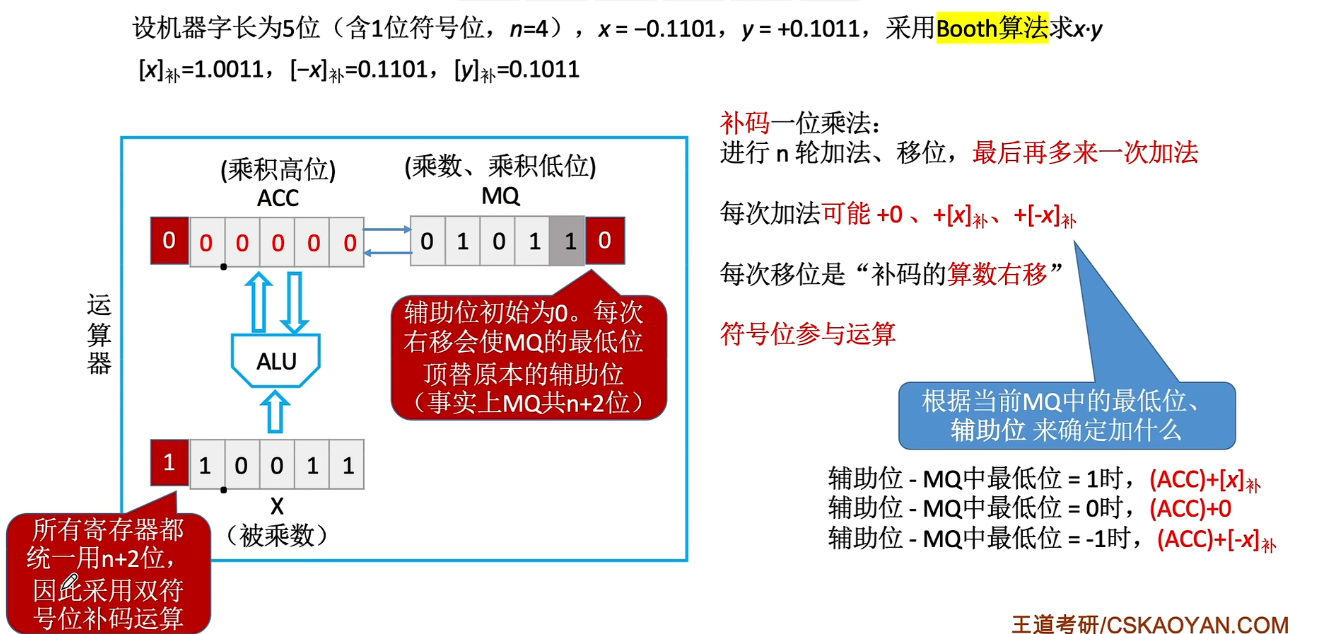 设机器字长为5位（含1位符号位，n=4），x = −0.1101，y = +0.1011，采用Booth算法求x·y
[x]补=1.0011，[−x]补=0.1101，[y]补=0.1011
补码一位乘法：
进行 n 轮加法、移位，最后再多来一次加法
每次加法可能 +0 、+[x]补、+[-x]补
每次移位是“补码的算数右移”
符号位参与运算
根据当前MQ中的最低位、
辅助位 来确定加什么
辅助位 - MQ中最低位 = 1时，(ACC)+[x]补
辅助位 - MQ中最低位 = 0时，(ACC)+0
辅助位 - MQ中最低位 = -1时，(ACC)+[-x]补
运
算
器
(乘积高位)
ACC
0 0 0 0 0 0
(乘数、乘积低位)
MQ
0 1 0 1 1 0
辅助位初始为0。每次
右移会使MQ的最低位
顶替原本的辅助位
（事实上MQ共n+2位）
ALU
1 1 0 0 1 1
X
（被乘数）
所有寄存器都
统一用n+2位，
因此采用双符
号位补码运算
王道考研/CSKAOYAN.COM